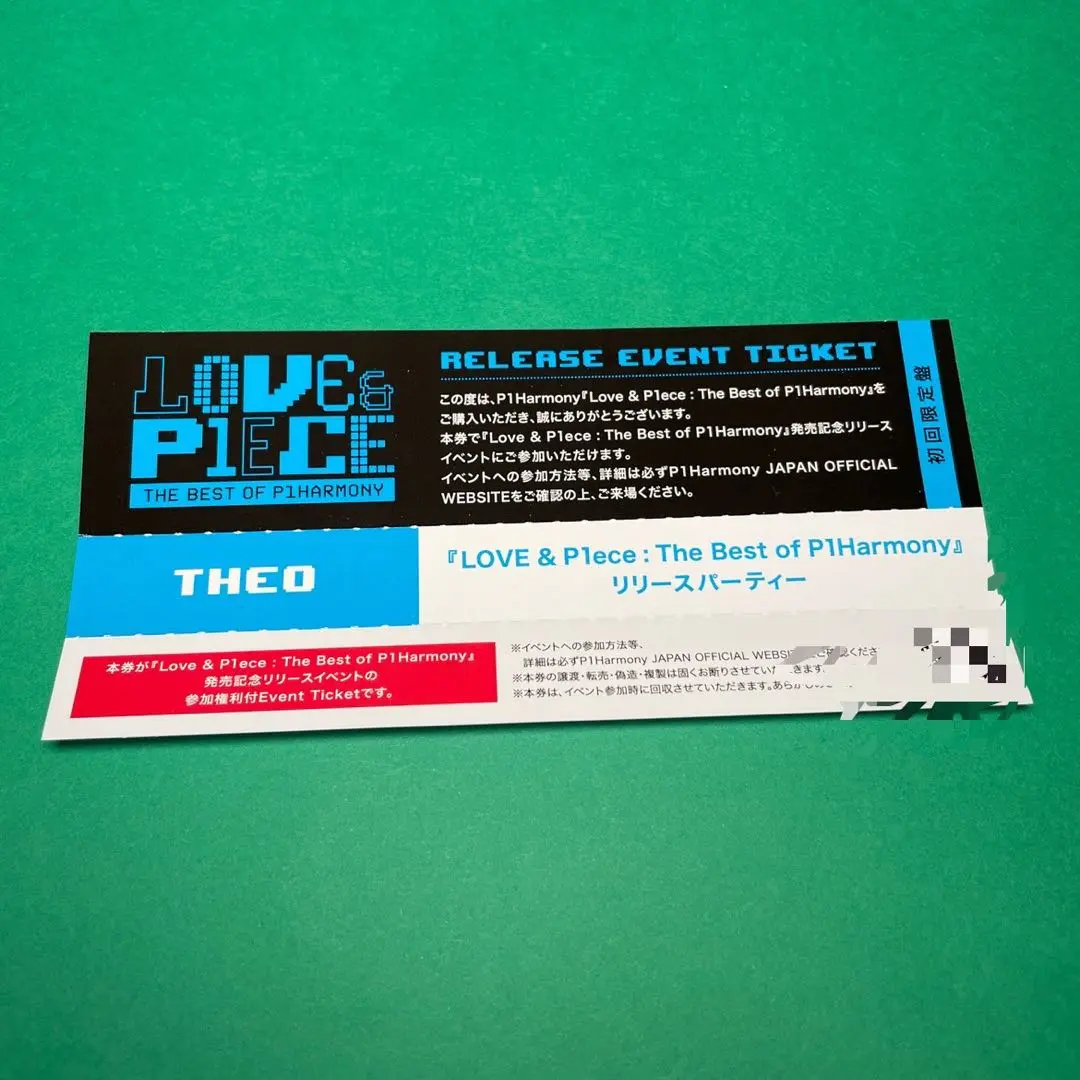 LOVE &
P1ECE
THE BEST OF P1HARMONY
RELEASE EVENT TICKET
この度は、P1Harmony『Love & P1ece : The Best of P1Harmony』を
ご購入いただき、誠にありがとうございます。
本券で『Love & P1ece : The Best of P1Harmony』発売記念リリース
イベントにご参加いただけます。
イベントへの参加方法等、詳細は必ずP1Harmony JAPAN OFFICIAL
WEBSITEをご確認の上、ご来場ください。
初回限定盤
THEO
『LOVE & P1ece : The Best of P1Harmony』
リリースパーティー
本券が『Love & P1ece : The Best of P1Harmony』
発売記念リリースイベントの
参加権利付Event Ticketです。
※イベントへの参加方法等、
詳細は必ずP1Harmony JAPAN OFFICIAL WEBSI ご確認くださ
※本券の譲渡・転売・偽造・複製は固くお断りさせてい きます。
※本券は、イベント参加時に回収させていただきます。あら